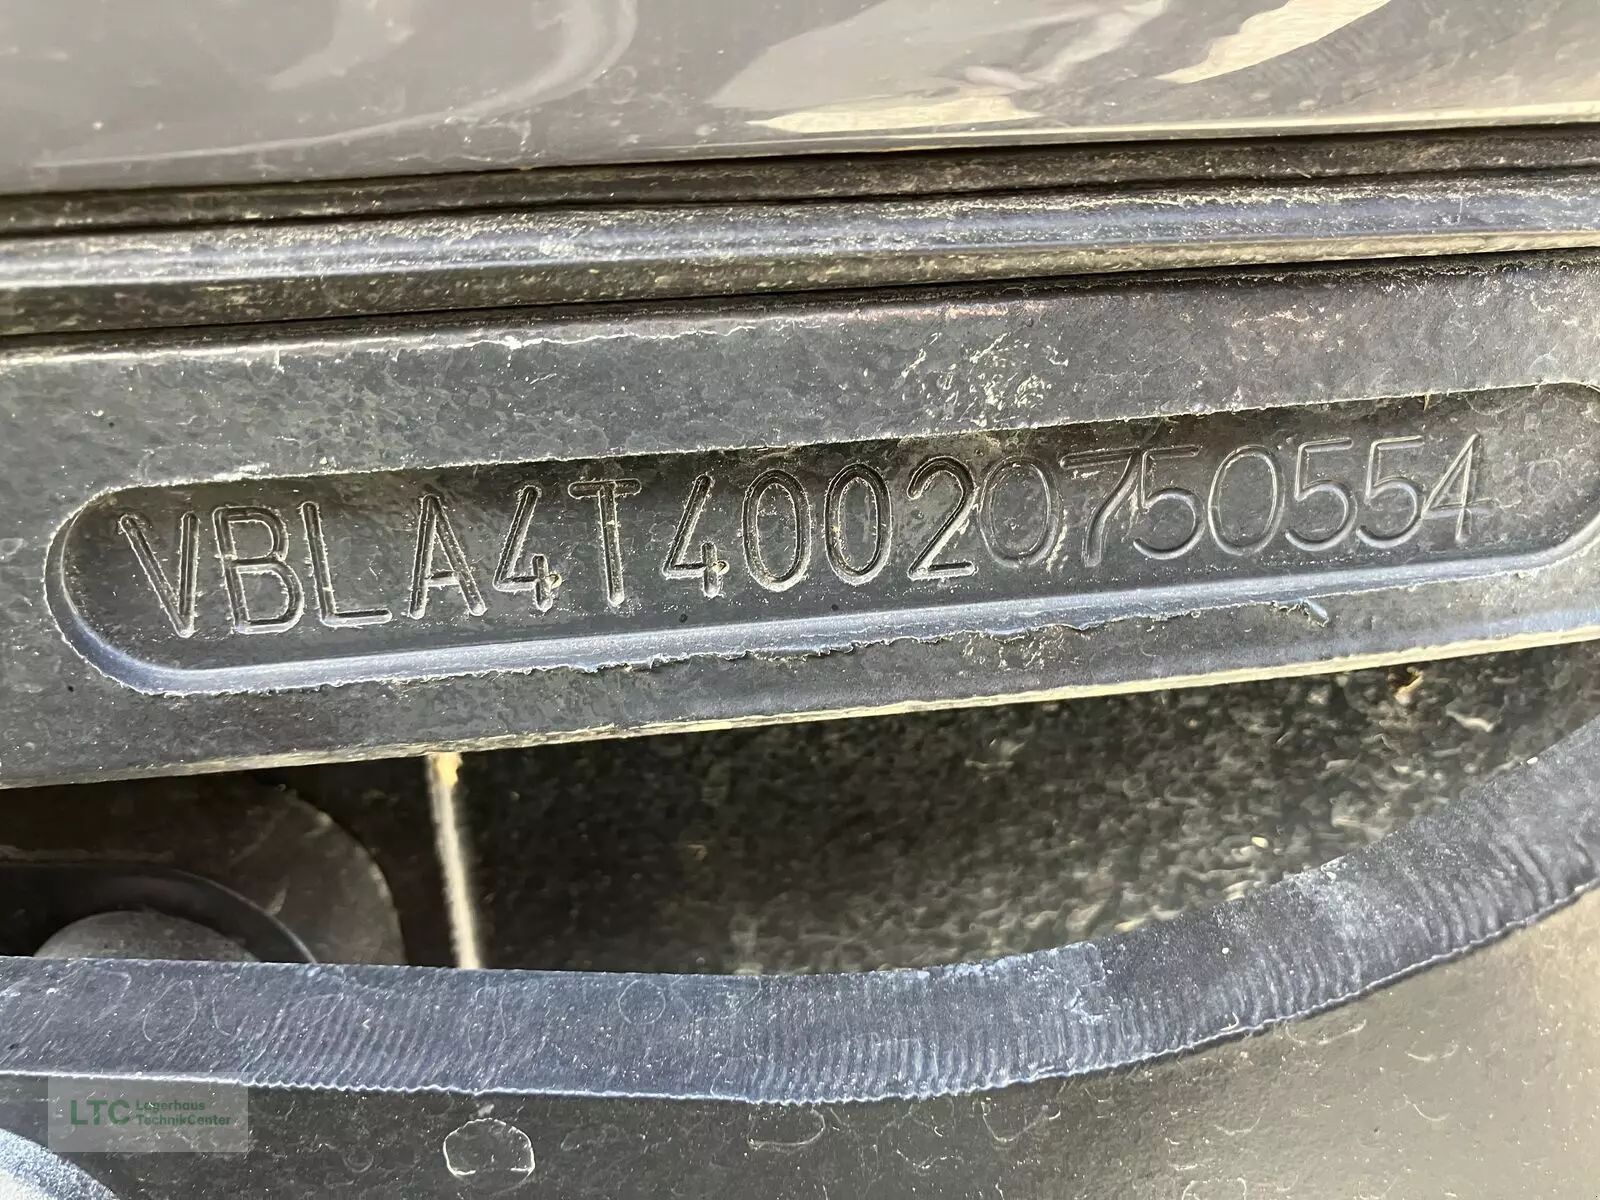 VBLA4T40020750554
LTC Lagerhaus
TechnikCenter